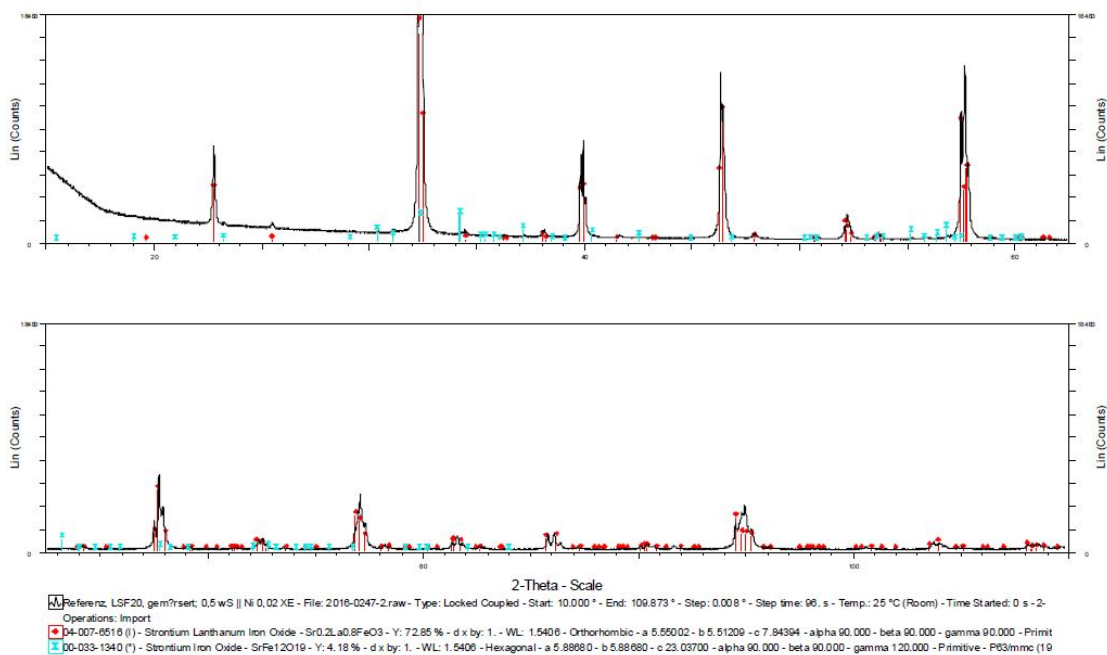 Lin (Counts)
Lin (Counts)
0
0
20
40
60
Lin (Counts)
Lin (Counts)
0
0
80
100
2-Theta - Scale
Referenz, LSF20, gem?rsert; 0,5 wS || Ni 0,02 XE - File: 2016-0247-2.raw - Type: Locked Coupled - Start: 10.000 ° - End: 109.873 ° - Step: 0.008 ° - Step time: 96. s - Temp.: 25 °C (Room) - Time Started: 0 s - 2-
Operations: Import
04-007-6516 (I) - Strontium Lanthanum Iron Oxide - Sr0.2La0.8FeO3 - Y: 72.85 % - d x by: 1. - WL: 1.5406 - Orthorhombic - a 5.55002 - b 5.51209 - c 7.84394 - alpha 90.000 - beta 90.000 - gamma 90.000 - Primit
00-033-1340 (*) - Strontium Iron Oxide - SrFe12O19 - Y: 4.18 % - d x by: 1. - WL: 1.5406 - Hexagonal - a 5.88680 - b 5.88680 - c 23.03700 - alpha 90.000 - beta 90.000 - gamma 120.000 - Primitive - P63/mmc (19